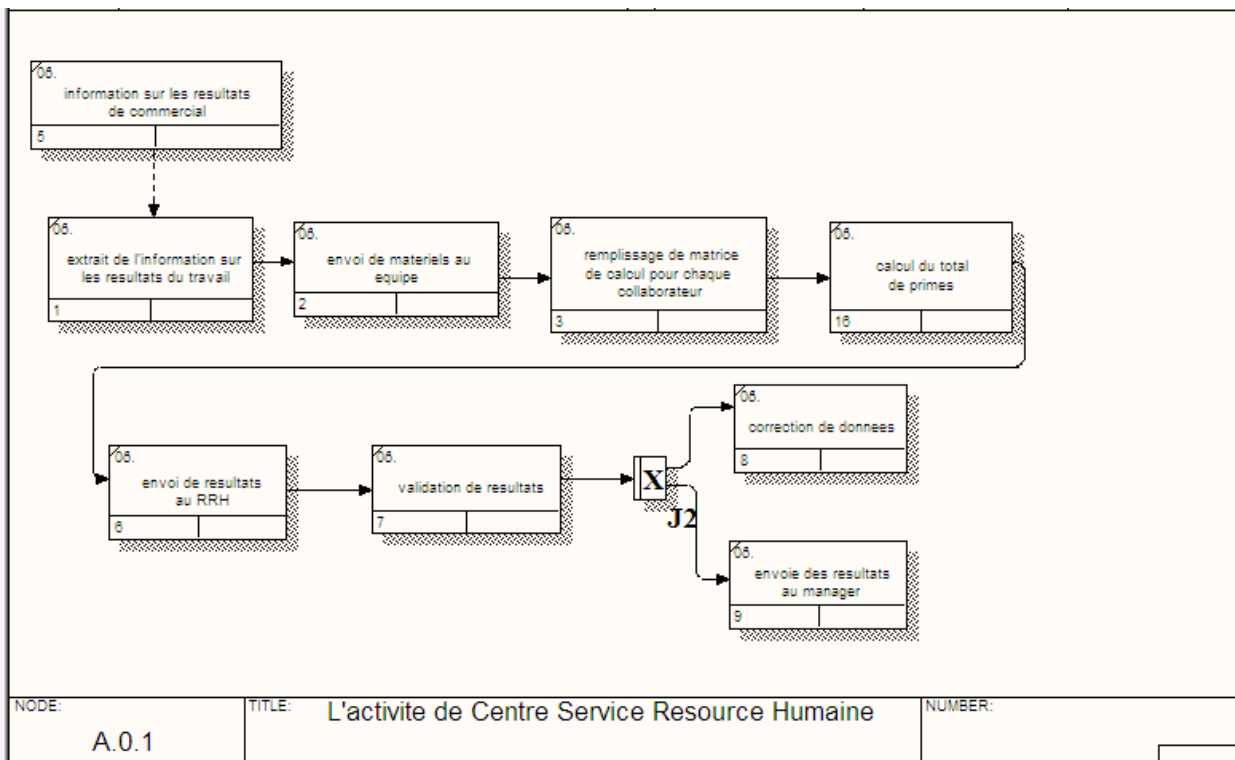 06.
information sur les resultats
de commercial
5
06.
extrait de l'information sur
les resultats du travail
1
06.
envoi de materiels au
equipe
2
06.
remplissage de matrice
de calcul pour chaque
collaborateur
3
06.
calcul du total
de primes
16
06.
envoi de resultats
au RRH
6
06.
validation de resultats
7
X
J2
06.
correction de donnees
8
06.
envoie des resultats
au manager
9
NODE:
A.0.1
TITLE:
L'activite de Centre Service Resource Humaine
NUMBER: